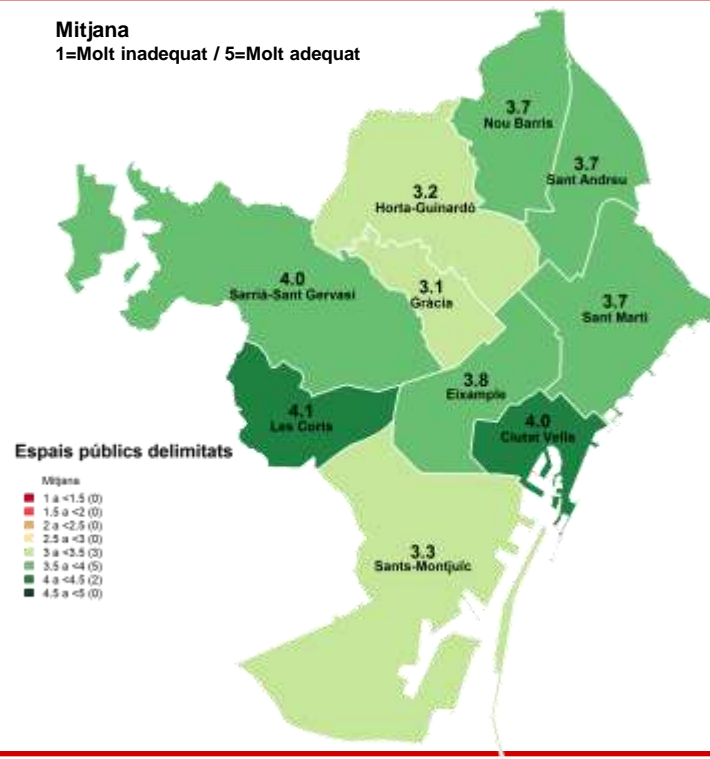 Mitjana
1=Molt inadequat / 5=Molt adequat
3.7
Nou Barris
3.7
Sant Andreu
3.2
Horta-Guinardó
4.0
Sarrià-Sant Gervasi
3.1
Gràcia
3.7
Sant Martí
3.8
Eixample
4.1
Les Corts
4.0
Ciutat Vella
3.3
Sants-Montjuïc
Espais públics delimitats
Mitjana
1 a <1.5 (0)
1.5 a <2 (0)
2 a <2.5 (0)
2.5 a <3 (0)
3 a <3.5 (3)
3.5 a <4 (5)
4 a <4.5 (2)
4.5 a <5 (0)